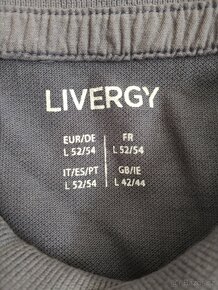 LIVERGY
EUR/DE FR
L 52/54 L 52/54
IT/ES/PT GB/IE
L 52/54 L 42/44